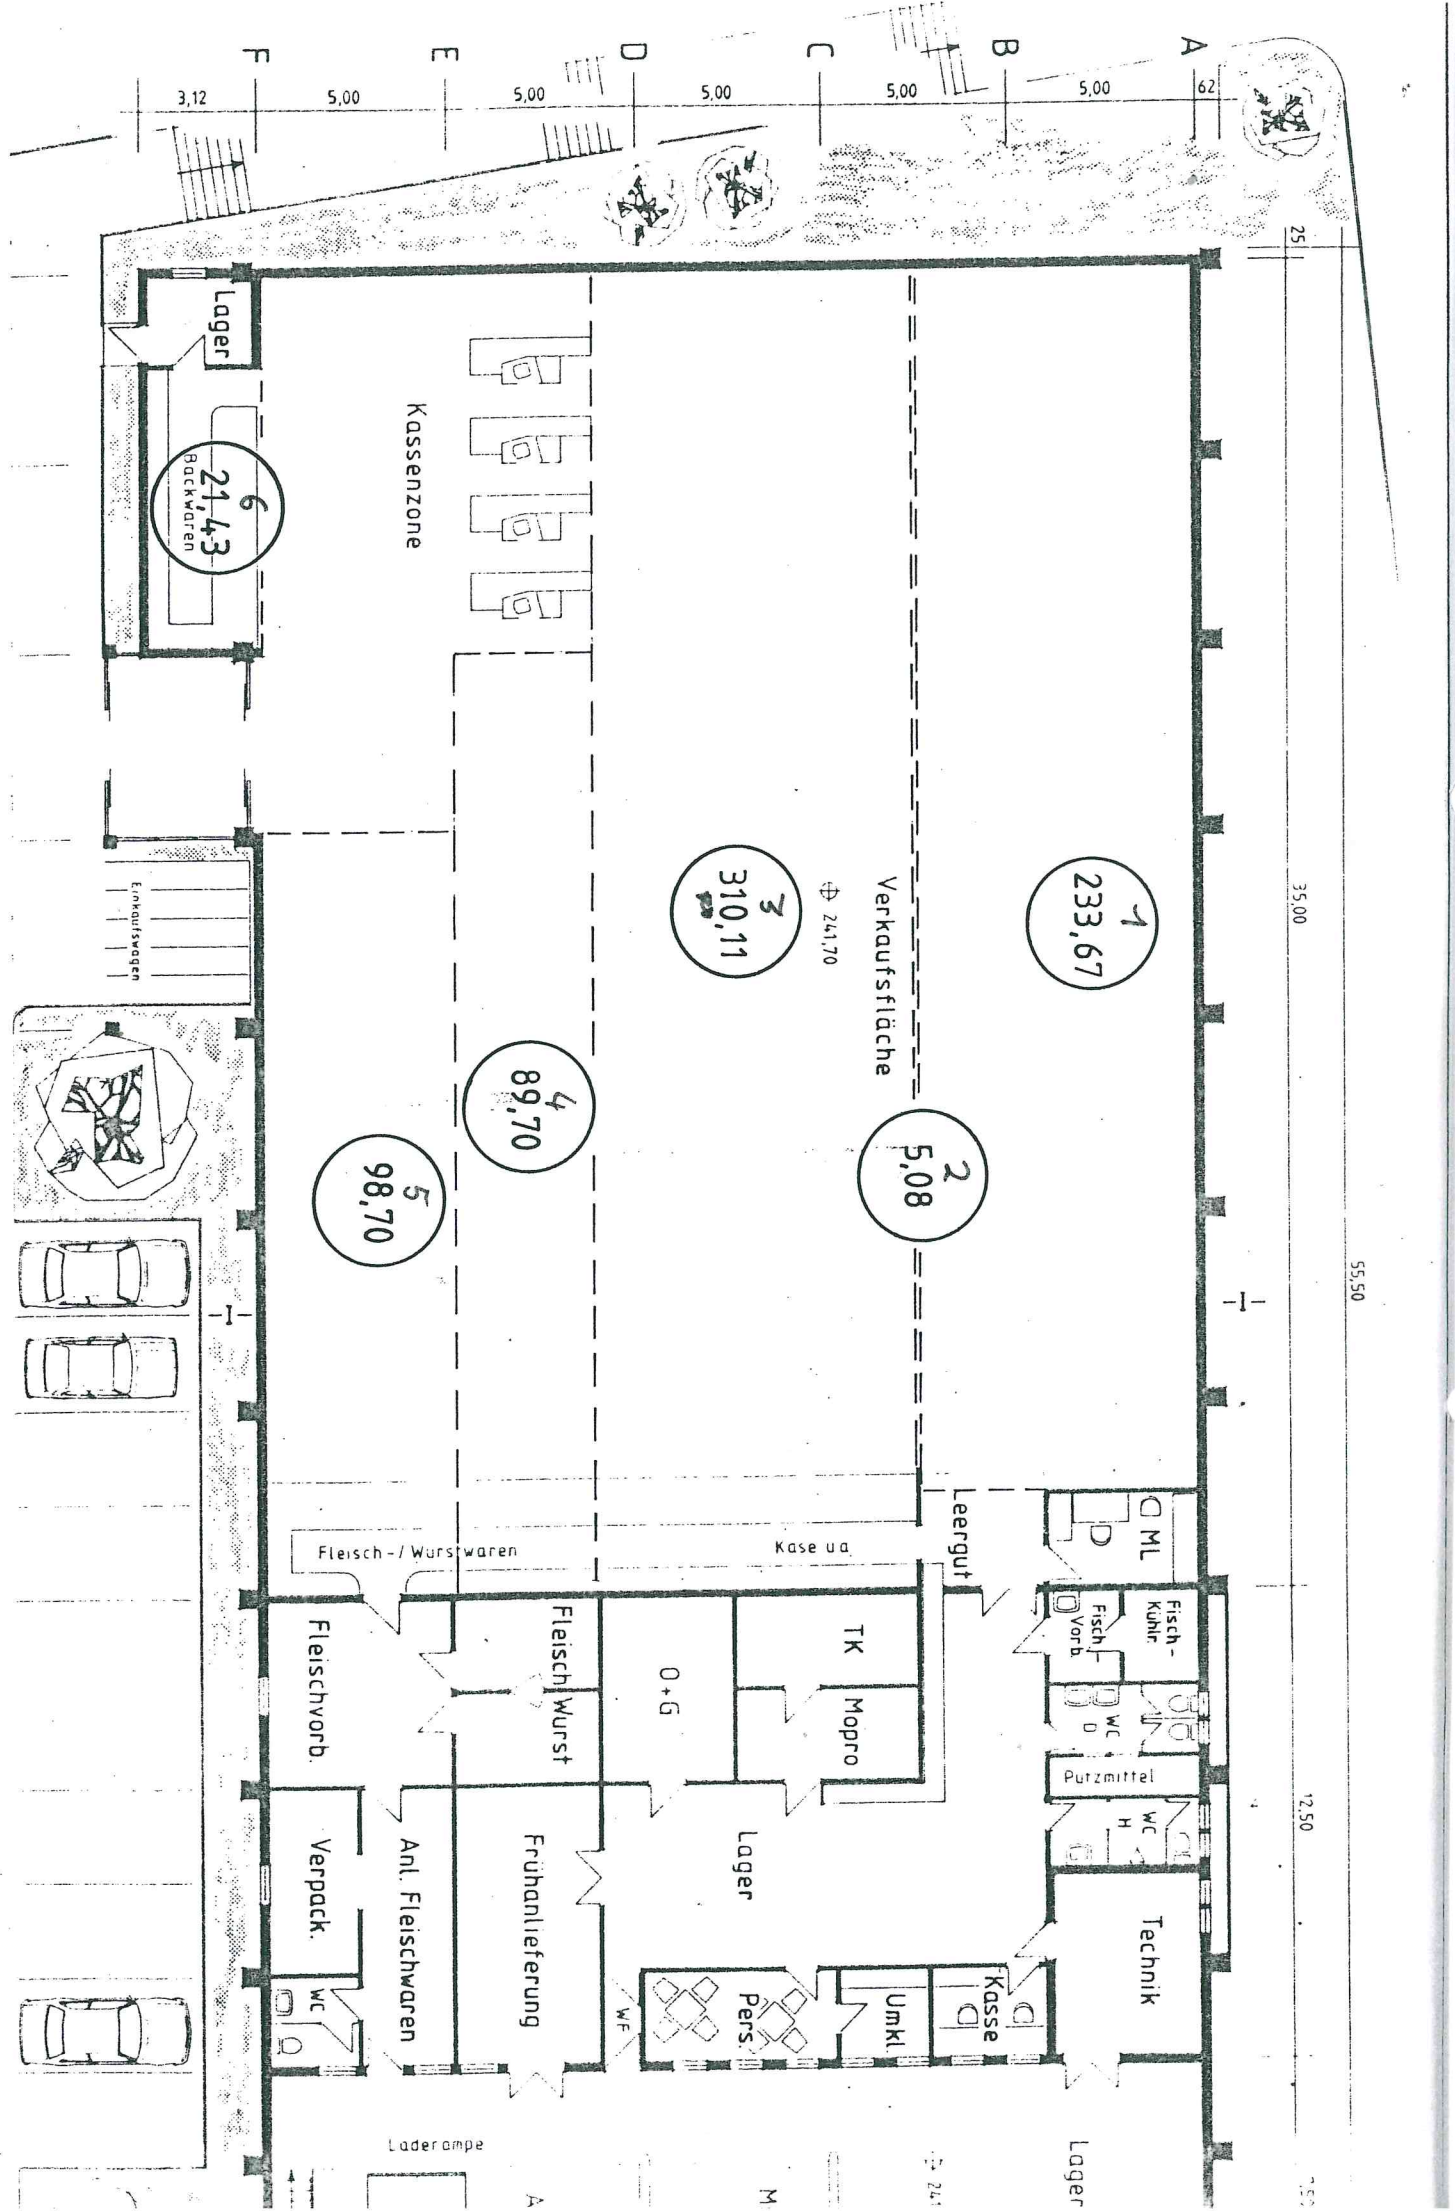 A
B
C
D
E
F
62
5,00
5,00
5,00
5,00
5,00
3,12
25
35,00
55,50
12,50
Lager
Kassenzone
6
21,43
Backwaren
Einkaufswagen
1
233,67
Verkaufsfläche
241,70
3
310,11
2
5,08
4
89,70
5
98,70
Leergut
ML
Käse u.a.
Fleisch-/Wurstwaren
Fisch-
Kühlr.
Fisch-
Vorb.
WC
D
Putzmittel
WC
H
Technik
TK
Mopro
O+G
Fleisch
Wurst
Fleischvorb.
Lager
Frühanlieferung
Anl. Fleischwaren
Verpack.
WC
WF
Pers.
Umkl.
Kasse
Lager
Laderampe
241
M
A